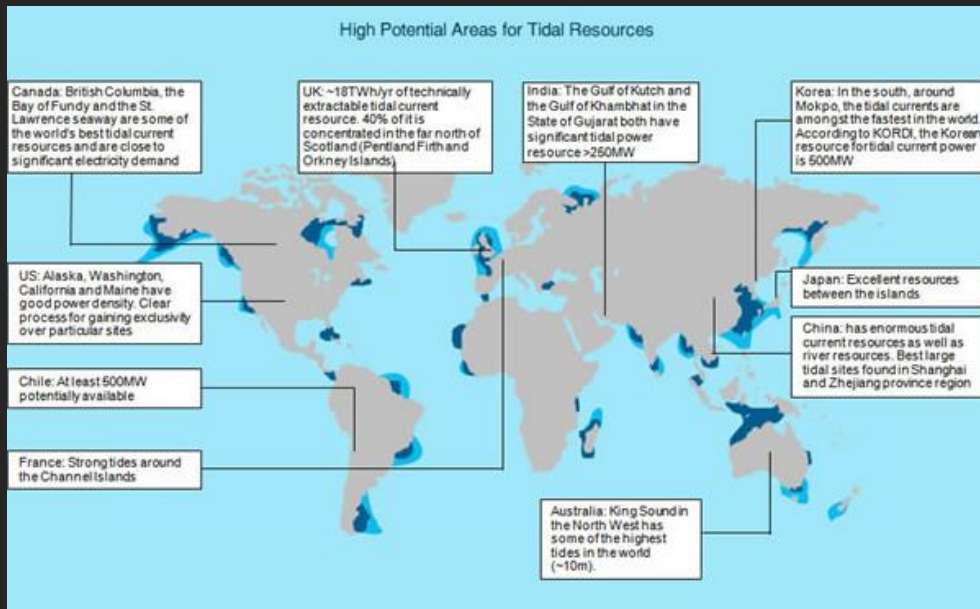 High Potential Areas for Tidal Resources
Canada: British Columbia, the
Bay of Fundy and the St.
Lawrence seaway are some of
the world's best tidal current
resources and are close to
significant electricity demand
UK: ~18TWh/yr of technically
extractable tidal current
resource. 40% of it is
concentrated in the far north of
Scotland (Pentland Firth and
Orkney Islands)
India: The Gulf of Kutch and
the Gulf of Khambhat in the
State of Gujarat both have
significant tidal power
resource >250MW
Korea: In the south, around
Mokpo, the tidal currents are
amongst the fastest in the world.
According to KORDI, the Korean
resource for tidal current power
is 500MW
US: Alaska, Washington,
California and Maine have
good power density. Clear
process for gaining exclusivity
over particular sites
Japan: Excellent resources
between the islands
China: has enormous tidal
current resources as well as
river resources. Best large
tidal sites found in Shanghai
and Zhejiang province region
Chile: At least 500MW
potentially available
France: Strong tides around
the Channel Islands
Australia: King Sound in
the North West has
some of the highest
tides in the world
(~10m).